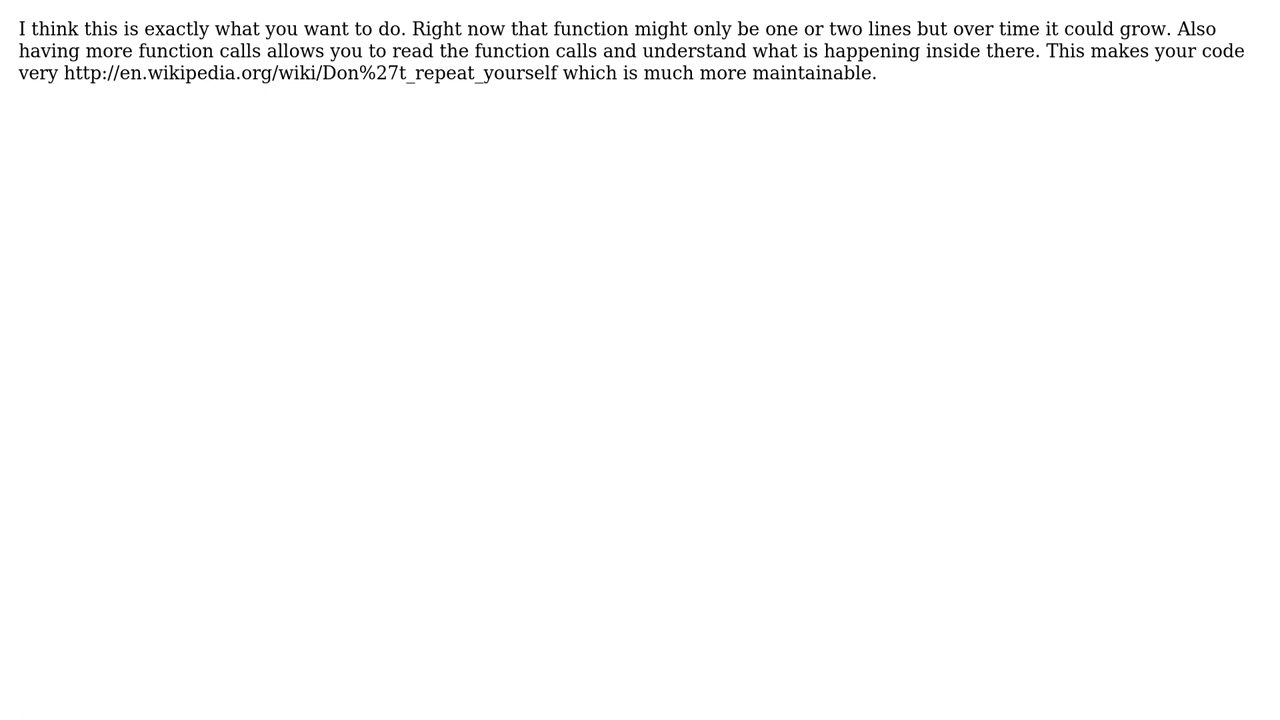 I think this is exactly what you want to do. Right now that function might only be one or two lines but over time it could grow. Also
having more function calls allows you to read the function calls and understand what is happening inside there. This makes your code
very http://en.wikipedia.org/wiki/Don%27t_repeat_yourself which is much more maintainable.